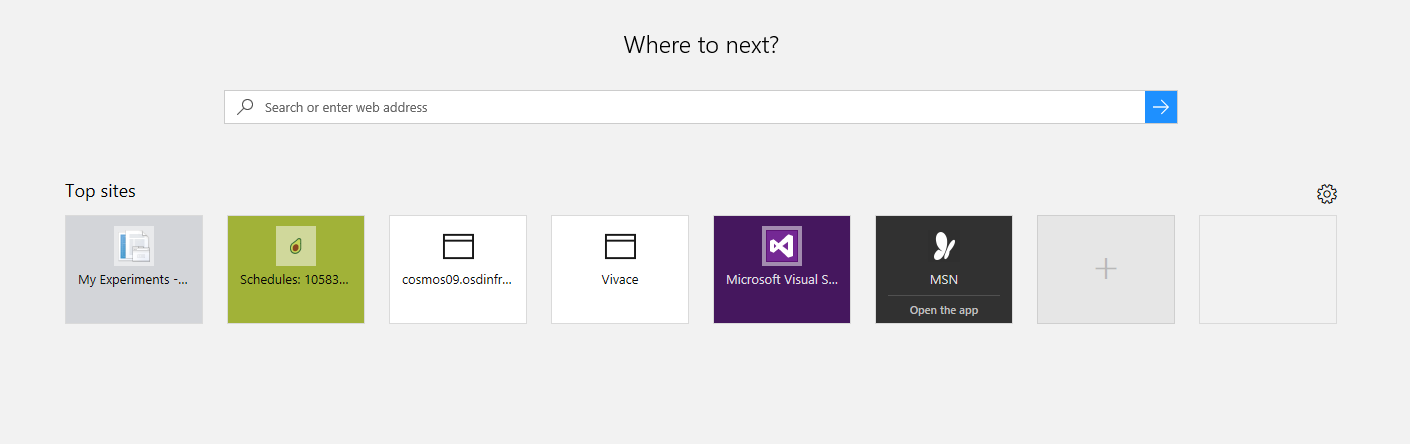 Where to next?
Search or enter web address
Top sites
My Experiments -...
Schedules: 10583...
cosmos09.osdinfr...
Vivace
Microsoft Visual S...
MSN
Open the app